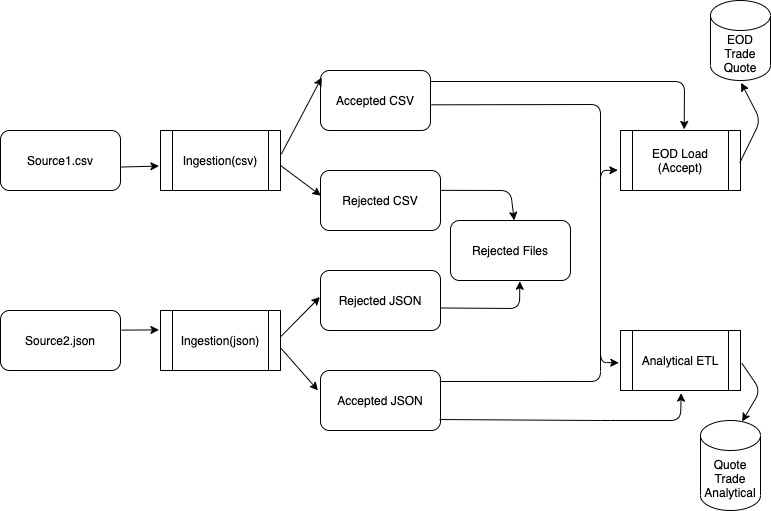 EOD
Trade
Quote
Accepted CSV
Source1.csv
Ingestion(csv)
EOD Load
(Accept)
Rejected CSV
Rejected Files
Rejected JSON
Source2.json
Ingestion(json)
Analytical ETL
Accepted JSON
Quote
Trade
Analytical